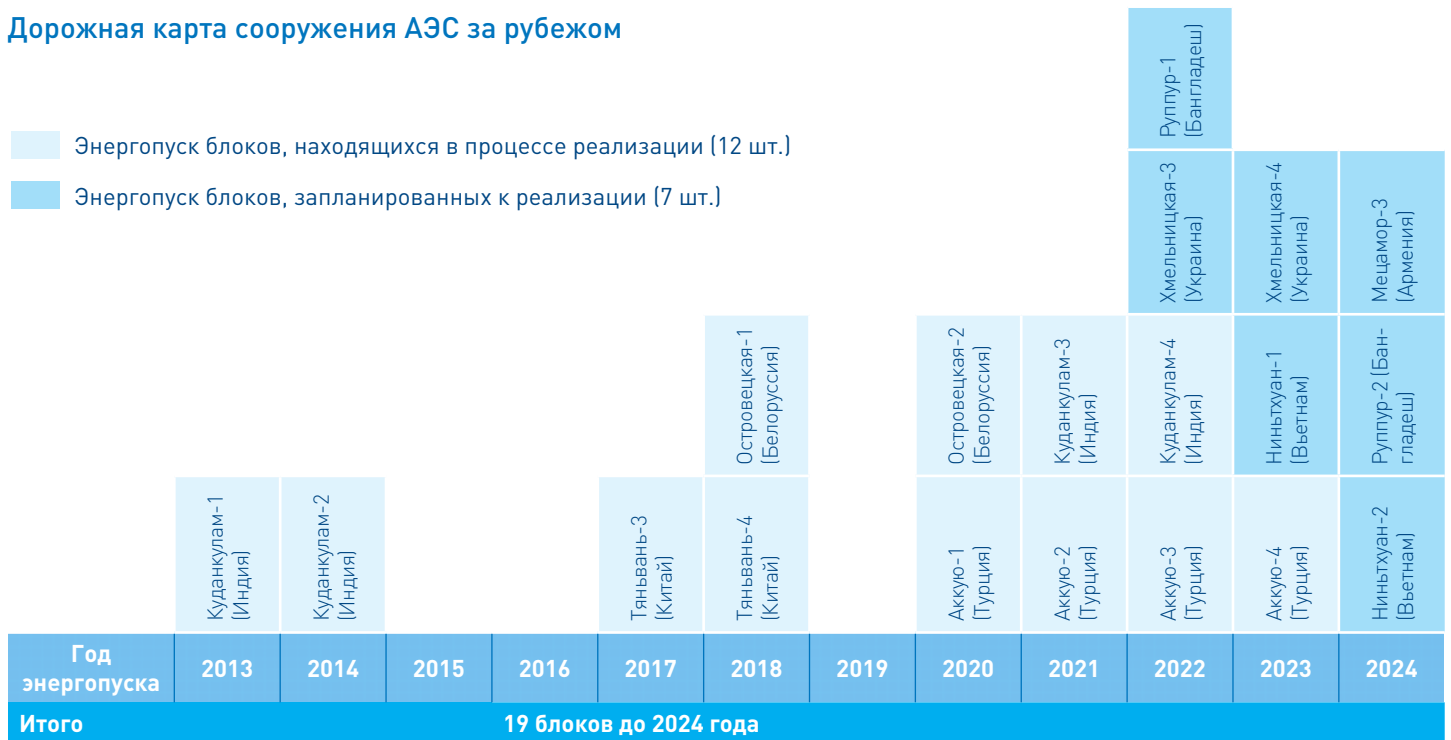 Дорожная карта сооружения АЭС за рубежом
Энергопуск блоков, находящихся в процессе реализации (12 шт.)
Энергопуск блоков, запланированных к реализации (7 шт.)
Руппур-1
(Бангладеш)
Хмельницкая-3
(Украина)
Хмельницкая-4
(Украина)
Мецамор-3
(Армения)
Островецкая-1
(Белоруссия)
Островецкая-2
(Белоруссия)
Куданкулам-3
(Индия)
Куданкулам-4
(Индия)
Ниньтхуан-1
(Вьетнам)
Руппур-2 (Бан-
гладеш)
Куданкулам-1
(Индия)
Куданкулам-2
(Индия)
Тяньвань-3
(Китай)
Тяньвань-4
(Китай)
Аккую-1
(Турция)
Аккую-2
(Турция)
Аккую-3
(Турция)
Аккую-4
(Турция)
Ниньтхуан-2
(Вьетнам)
Год
энергопуска
2013 2014 2015 2016 2017 2018 2019 2020 2021 2022 2023 2024
Итого 19 блоков до 2024 года